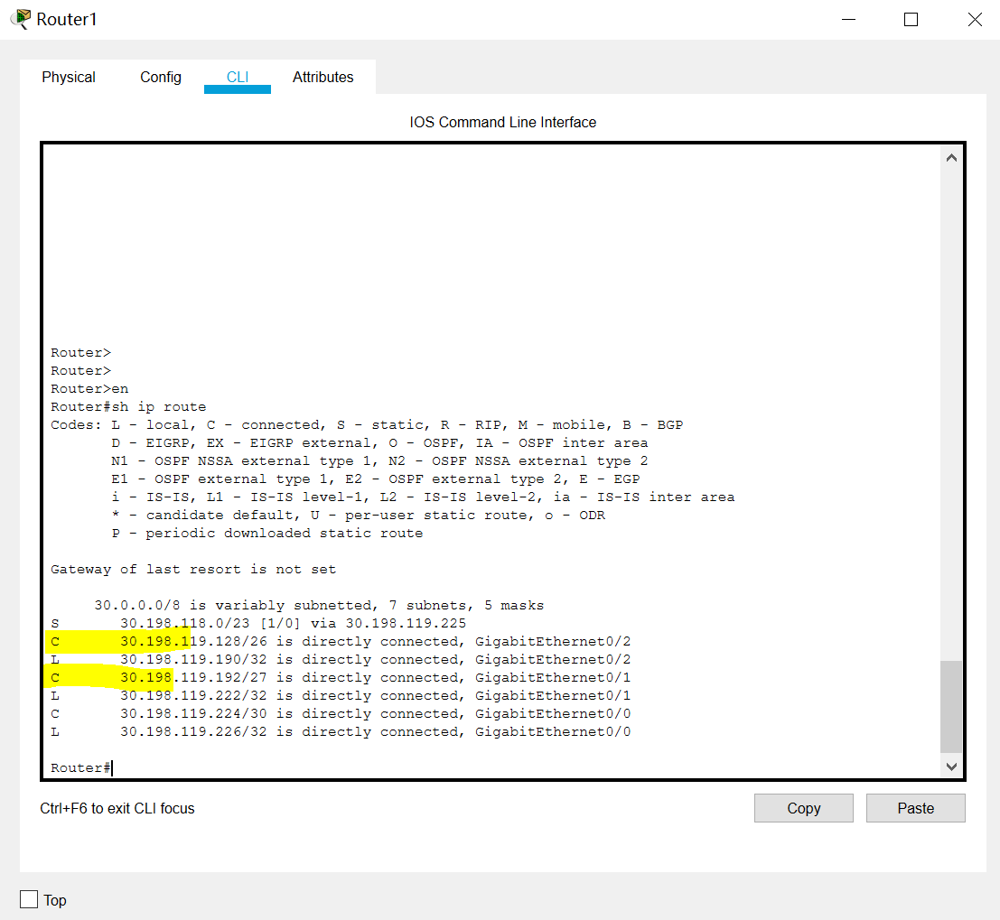 Router1
Physical Config CLI Attributes
IOS Command Line Interface
Router>
Router>
Router>en
Router#sh ip route
Codes: L - local, C - connected, S - static, R - RIP, M - mobile, B - BGP
D - EIGRP, EX - EIGRP external, O - OSPF, IA - OSPF inter area
N1 - OSPF NSSA external type 1, N2 - OSPF NSSA external type 2
E1 - OSPF external type 1, E2 - OSPF external type 2, E - EGP
i - IS-IS, L1 - IS-IS level-1, L2 - IS-IS level-2, ia - IS-IS inter area
* - candidate default, U - per-user static route, o - ODR
P - periodic downloaded static route
Gateway of last resort is not set
30.0.0.0/8 is variably subnetted, 7 subnets, 5 masks
S 30.198.118.0/23 [1/0] via 30.198.119.225
C 30.198.119.128/26 is directly connected, GigabitEthernet0/2
L 30.198.119.190/32 is directly connected, GigabitEthernet0/2
C 30.198.119.192/27 is directly connected, GigabitEthernet0/1
L 30.198.119.222/32 is directly connected, GigabitEthernet0/1
C 30.198.119.224/30 is directly connected, GigabitEthernet0/0
L 30.198.119.226/32 is directly connected, GigabitEthernet0/0
Router#
Ctrl+F6 to exit CLI focus Copy Paste
Top